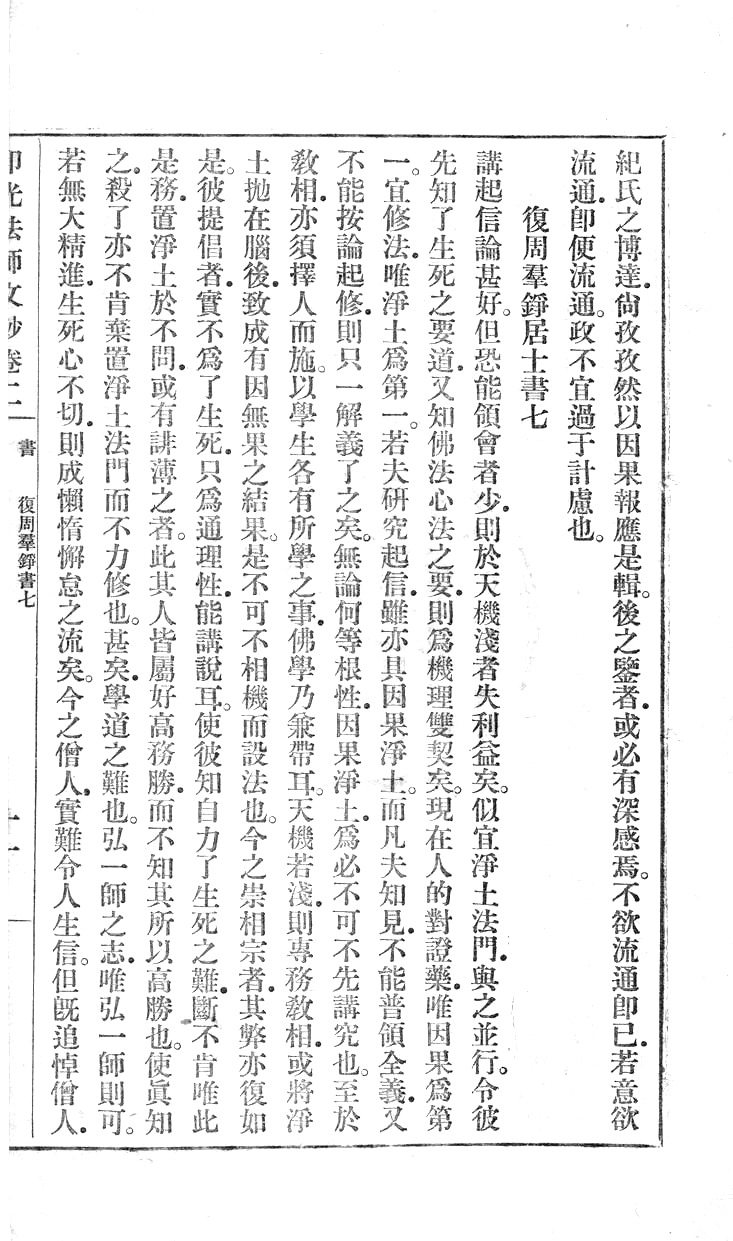 紀氏之博達.尙孜孜然以因果報應是輯。後之鑒者.或必有深感焉。不欲流通卽已.若意欲
流通.卽便流通。政不宜過于計慮也。
復周羣錚居士書七
講起信論甚好。但恐能領會者少.則於天機淺者失利益矣。似宜淨土法門.與之並行。令彼
先知了生死之要道.又知佛法心法之要.則爲機理雙契矣。現在人的對證藥.唯因果爲第
一。宜修法.唯淨土爲第一。若夫研究起信.雖亦具因果淨土。而凡夫知見.不能普領全義.又
不能按論起修.則只一解義了之矣。無論何等根性.因果淨土.爲必不可不先講究也。至於
敎相.亦須擇人而施。以學生各有所學之事.佛學乃兼帶耳。天機若淺.則專務敎相.或將淨
土拋在腦後.致成有因無果之結果。是不可不相機而設法也。今之崇相宗者.其弊亦復如
是。彼提倡者.實不爲了生死.只爲通理性.能講說耳。使彼知自力了生死之難.斷不肯唯此
是務.置淨土於不問.或有誹薄之者。此其人皆屬好高務勝.而不知其所以高勝也。使眞知
之.殺了亦不肯棄置淨土法門而不力修也。甚矣.學道之難也。弘一師之志.唯弘一師則可。
若無大精進.生死心不切.則成懶惰懈怠之流矣。今之僧人.實難令人生信。但旣追悼僧人.
印光法師文鈔卷二 書 復周羣錚書七